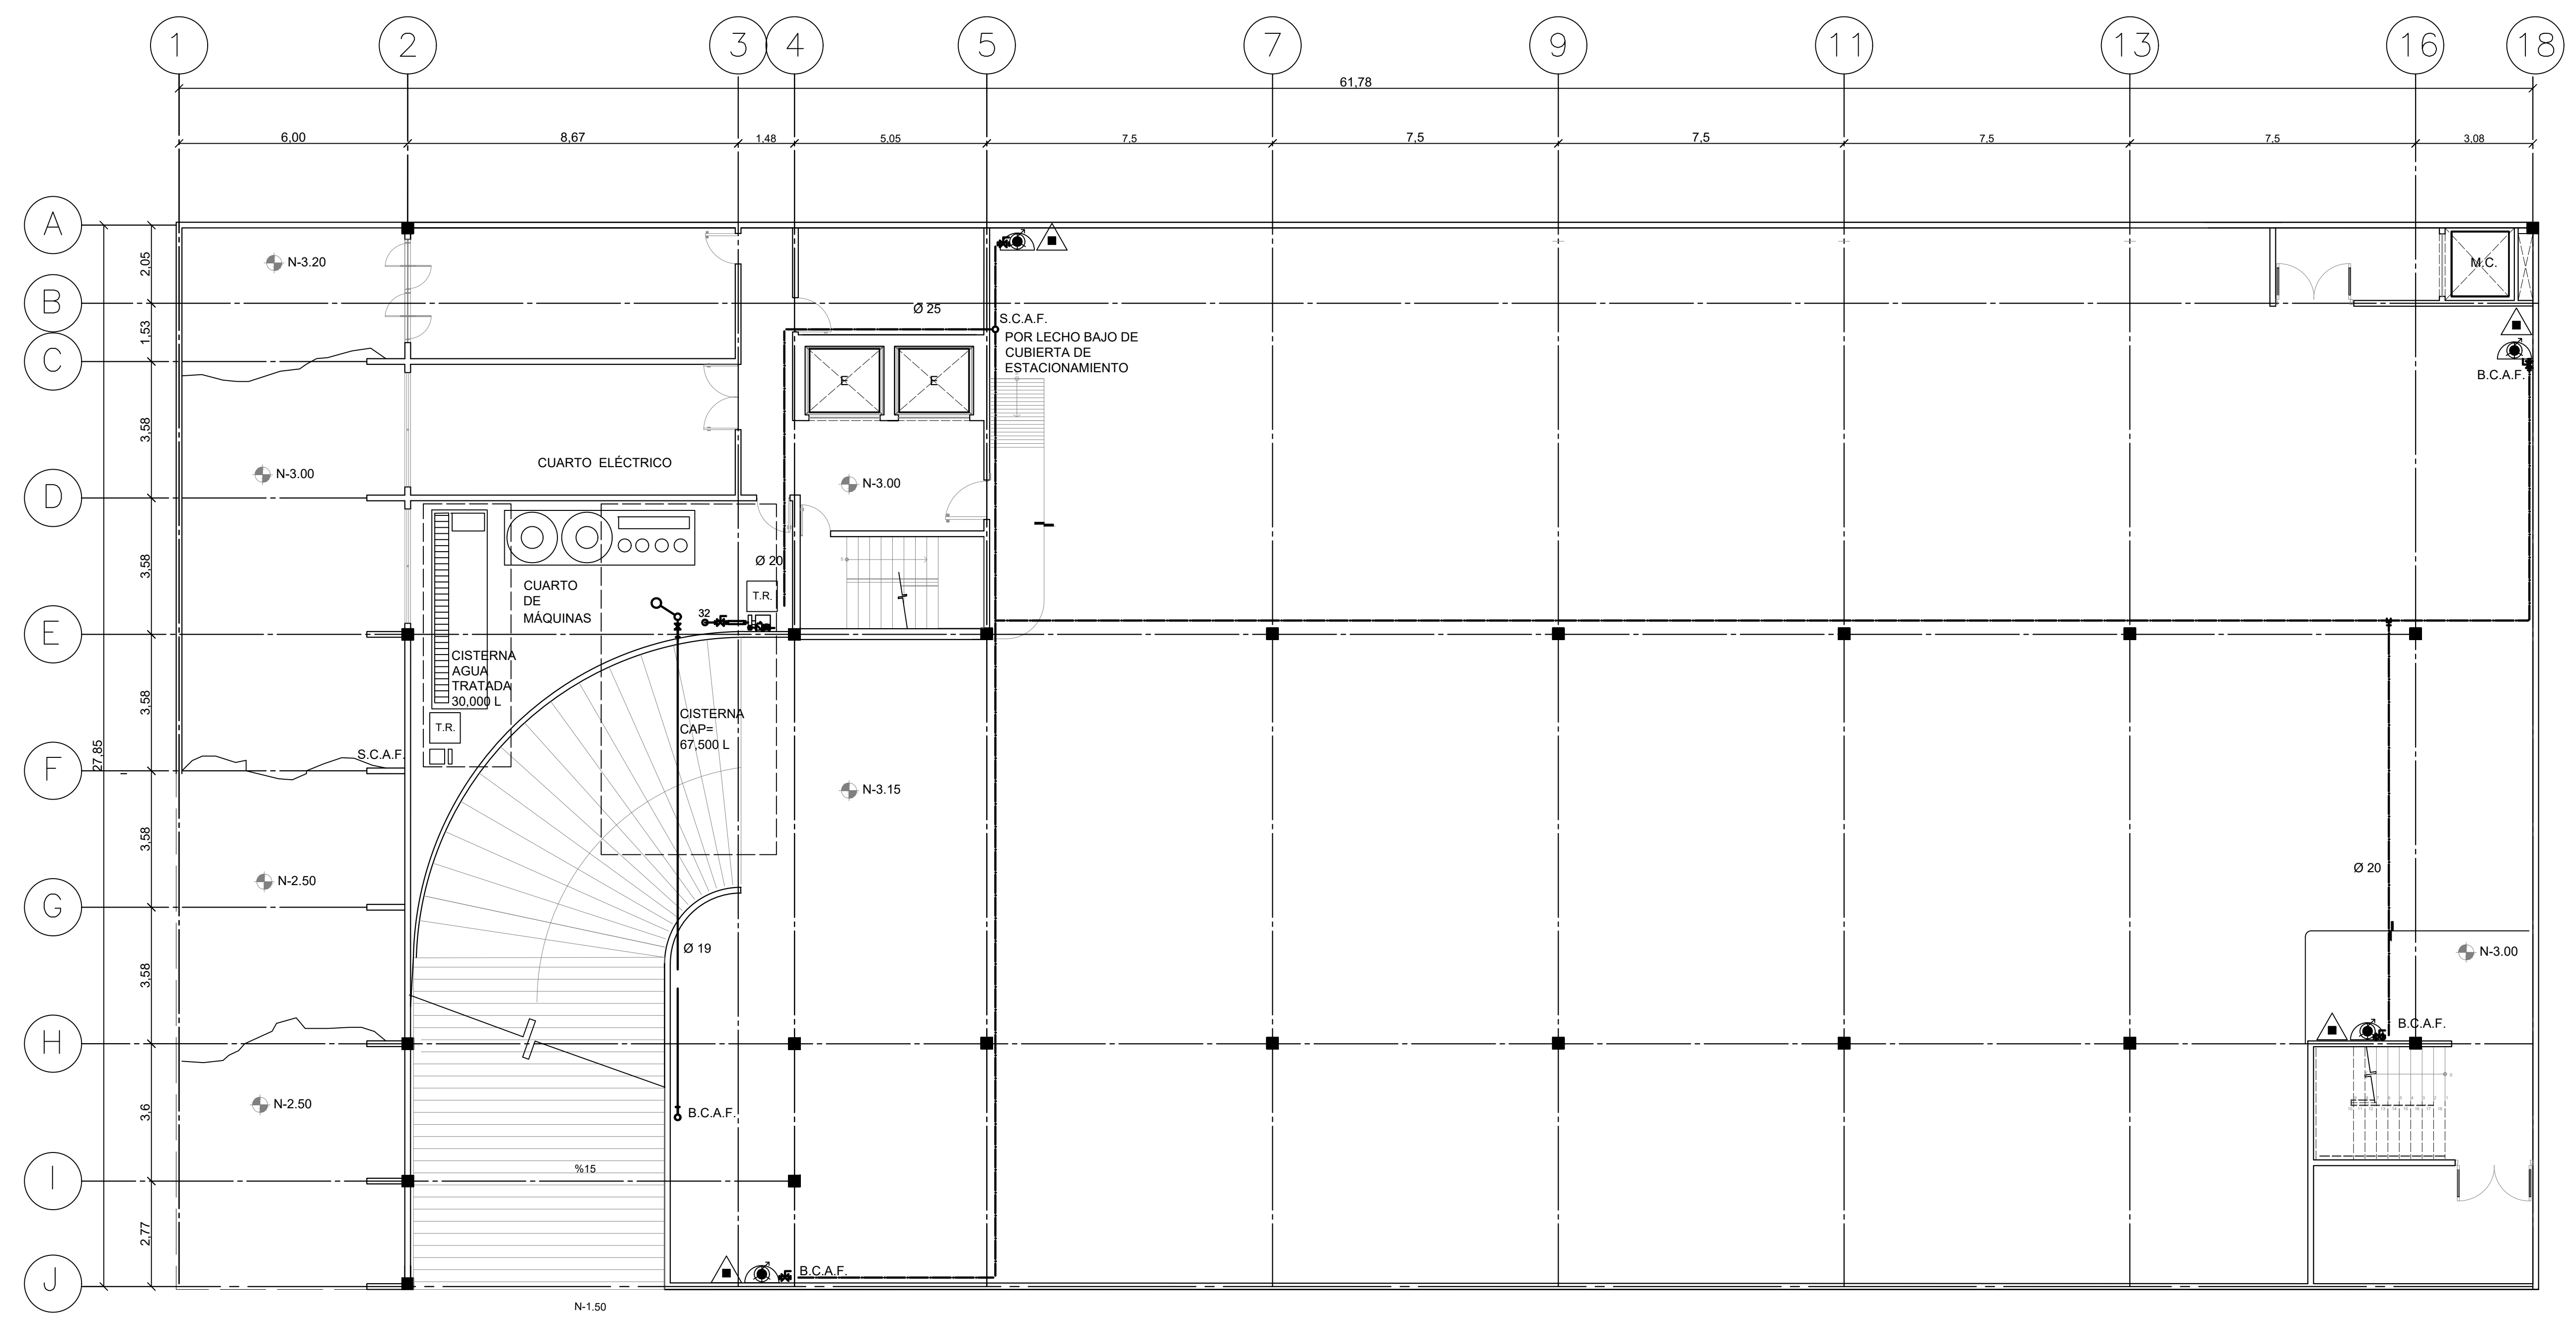 1 2 3 4 5 7 9 11 13 16 18
61,78
6,00 8,67 1,48 5,05 7,5 7,5 7,5 7,5 7,5 3,08
A
B
C
D
E
F
G
H
I
J
2,05
1,53
3,58
3,58
3,58
3,58
3,58
3,6
2,77
27,85
N-3.20
Ø 25
S.C.A.F.
POR LECHO BAJO DE
CUBIERTA DE
ESTACIONAMIENTO
M.C.
B.C.A.F.
E E
CUARTO ELÉCTRICO
N-3.00
N-3.00
Ø 20
T.R.
CUARTO
DE
MÁQUINAS
32
CISTERNA
AGUA
TRATADA
30,000 L
T.R.
S.C.A.F.
CISTERNA
CAP=
67,500 L
N-3.15
N-2.50
Ø 20
Ø 19
N-3.00
B.C.A.F.
N-2.50
B.C.A.F.
%15
B.C.A.F.
N-1.50